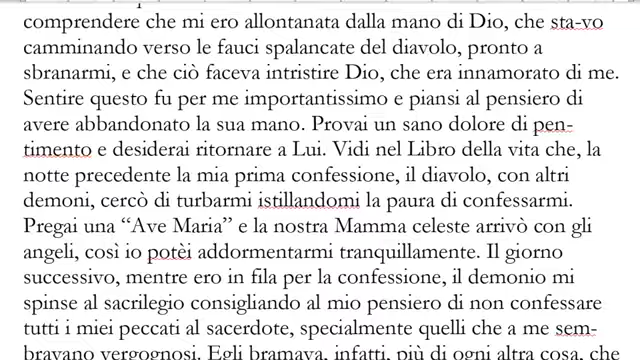 comprendere che mi ero allontanata dalla mano di Dio, che sta-vo
camminando verso le fauci spalancate del diavolo, pronto a
sbranarmi, e che ciò faceva intristire Dio, che era innamorato di me.
Sentire questo fu per me importantissimo e piansi al pensiero di
avere abbandonato la sua mano. Provai un sano dolore di pen-
timento e desiderai ritornare a Lui. Vidi nel Libro della vita che, la
notte precedente la mia prima confessione, il diavolo, con altri
demoni, cercò di turbarmi istillandomi la paura di confessarmi.
Pregai una “Ave Maria” e la nostra Mamma celeste arrivò con gli
angeli, così io potèi addormentarmi tranquillamente. Il giorno
successivo, mentre ero in fila per la confessione, il demonio mi
spinse al sacrilegio consigliando al mio pensiero di non confessare
tutti i miei peccati al sacerdote, specialmente quelli che a me sem-
bravano vergognosi. Egli bramava, infatti, più di ogni altra cosa, che